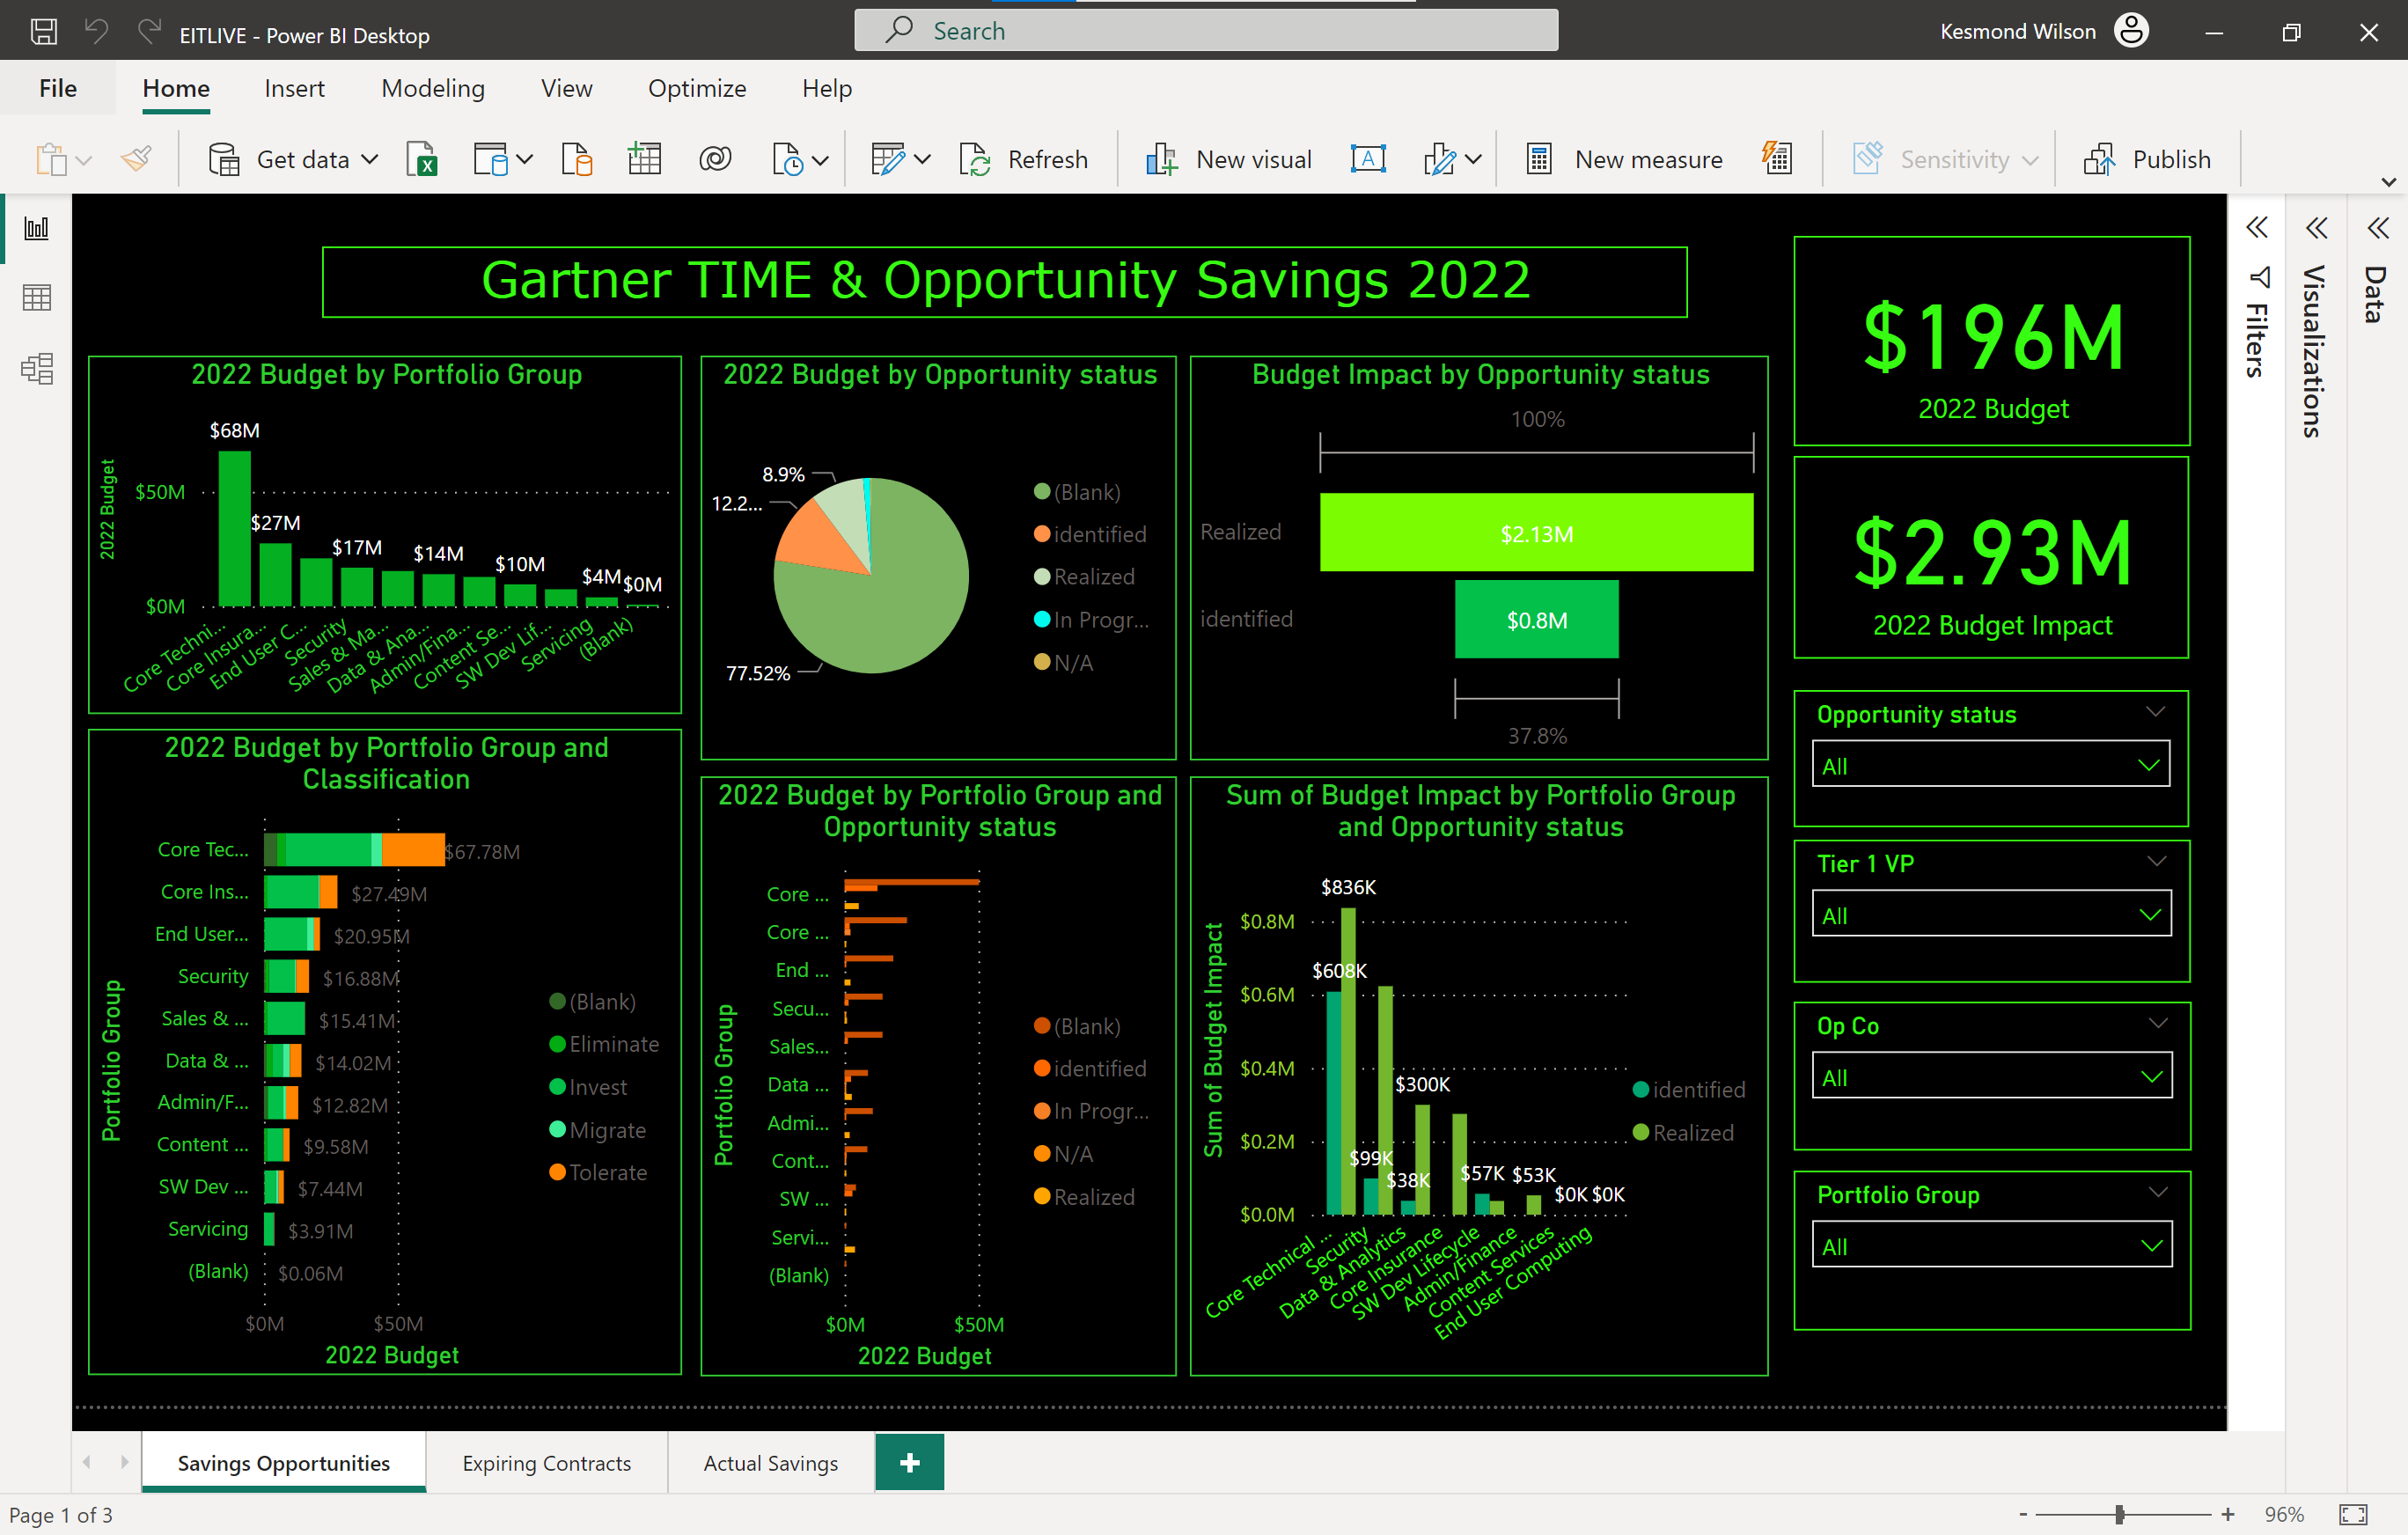 EITLIVE - Power BI Desktop
Search
Kesmond Wilson
File
Home
Insert
Modeling
View
Optimize
Help
Get data
Refresh
New visual
A
New measure
Sensitivity
Publish
Gartner TIME & Opportunity Savings 2022
2022 Budget by Portfolio Group
2022 Budget
$50M
$0M
$68M
$27M
$17M
$14M
$10M
$4M
$0M
Core Techni...
Core Insura...
End User C...
Security
Sales & Ma...
Data & Ana...
Admin/Fina...
Content Se...
SW Dev Lif...
Servicing
(Blank)
2022 Budget by Opportunity status
8.9%
12.2...
77.52%
(Blank)
identified
Realized
In Progr...
N/A
Budget Impact by Opportunity status
100%
Realized
$2.13M
identified
$0.8M
37.8%
$196M
2022 Budget
$2.93M
2022 Budget Impact
Opportunity status
All
Tier 1 VP
All
Op Co
All
Portfolio Group
All
2022 Budget by Portfolio Group and
Classification
Portfolio Group
Core Tec...
$67.78M
Core Ins...
$27.49M
End User...
$20.95M
Security
$16.88M
Sales & ...
$15.41M
Data & ...
$14.02M
Admin/F...
$12.82M
Content ...
$9.58M
SW Dev ...
$7.44M
Servicing
$3.91M
(Blank)
$0.06M
$0M
$50M
2022 Budget
(Blank)
Eliminate
Invest
Migrate
Tolerate
2022 Budget by Portfolio Group and
Opportunity status
Portfolio Group
Core ...
Core ...
End ...
Secu...
Sales...
Data ...
Admi...
Cont...
SW ...
Servi...
(Blank)
$0M
$50M
2022 Budget
(Blank)
identified
In Progr...
N/A
Realized
Sum of Budget Impact by Portfolio Group
and Opportunity status
Sum of Budget Impact
$0.8M
$0.6M
$0.4M
$0.2M
$0.0M
$836K
$608K
$99K
$38K
$300K
$57K
$53K
$0K
$0K
Core Technical ...
Security
Data & Analytics
Core Insurance
SW Dev Lifecycle
Admin/Finance
Content Services
End User Computing
identified
Realized
Filters
Visualizations
Data
Savings Opportunities
Expiring Contracts
Actual Savings
Page 1 of 3
96%